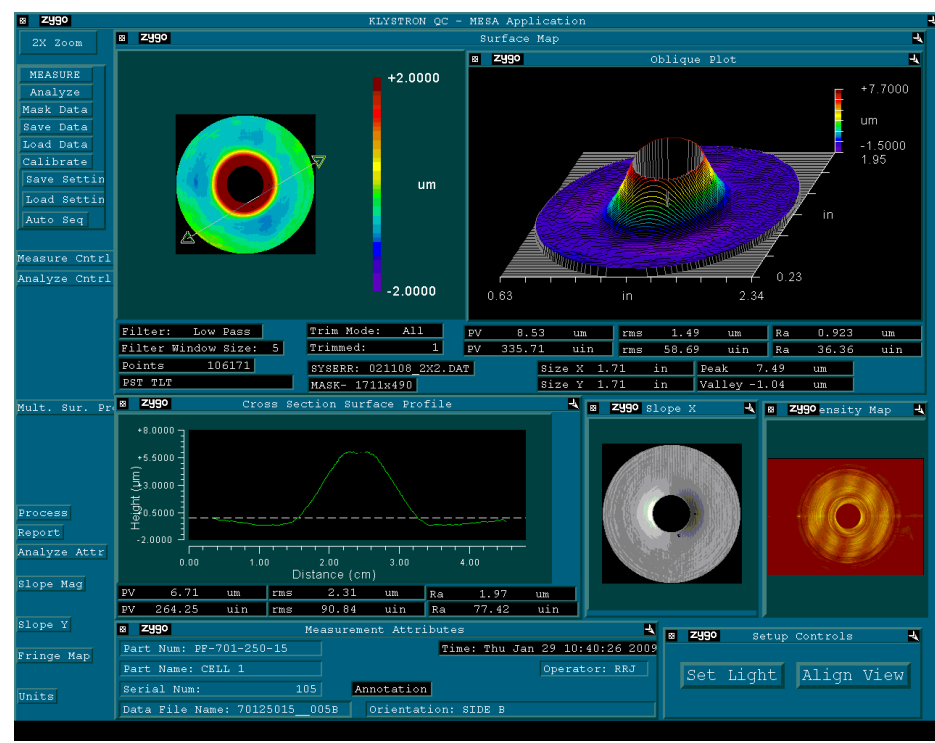 zygo KLYSTRON QC - MESA Application
2X Zoom
MEASURE
Analyze
Mask Data
Save Data
Load Data
Calibrate
Save Settin
Load Settin
Auto Seq
Measure Cntrl
Analyze Cntrl
Mult. Sur. Pr
Process
Report
Analyze Attr
Slope Mag
Slope Y
Fringe Map
Units
zygo Surface Map
+2.0000
um
-2.0000
zygo Oblique Plot
+7.7000
um
-1.5000
1.95
in
0.23
0.63 in 2.34
Filter: Low Pass
Filter Window Size: 5
Points 106171
PST TLT
Trim Mode: All
Trimmed: 1
SYSERR: 021108_2X2.DAT
MASK- 1711x490
PV 8.53 um rms 1.49 um Ra 0.923 um
PV 335.71 uin rms 58.69 uin Ra 36.36 uin
Size X 1.71 in Peak 7.49 um
Size Y 1.71 in Valley -1.04 um
zygo Cross Section Surface Profile
+8.0000
+5.5000
+3.0000
+0.5000
-2.0000
Height (µm)
0.00 1.00 2.00 3.00 4.00
Distance (cm)
PV 6.71 um rms 2.31 um Ra 1.97 um
PV 264.25 uin rms 90.84 uin Ra 77.42 uin
zygo Slope X
zygo ensity Map
zygo Measurement Attributes
Part Num: PF-701-250-15
Time: Thu Jan 29 10:40:26 2009
Part Name: CELL 1
Operator: RRJ
Serial Num: 105
Annotation
Data File Name: 70125015__005B
Orientation: SIDE B
zygo Setup Controls
Set Light
Align View